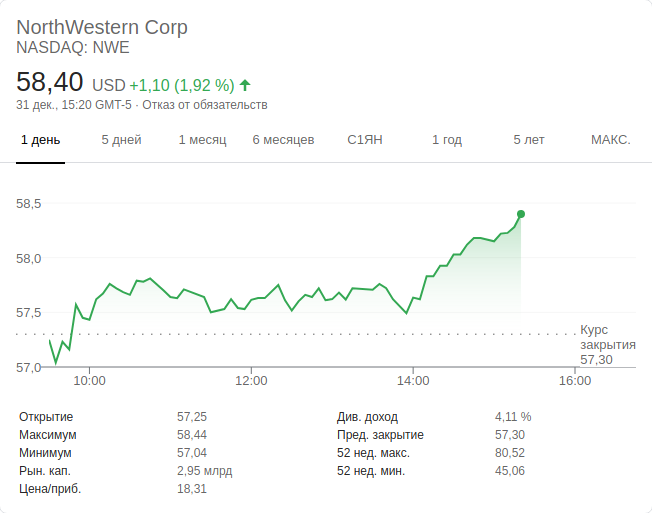 NorthWestern Corp
NASDAQ: NWE
58,40 USD +1,10 (1,92 %)
31 дек., 15:20 GMT-5 · Отказ от обязательств
1 день 5 дней 1 месяц 6 месяцев С1ЯН 1 год 5 лет МАКС.
58,5
58,0
57,5
57,0
Курс
закрытия
57,30
10:00 12:00 14:00 16:00
Открытие 57,25 Див. доход 4,11 %
Максимум 58,44 Пред. закрытие 57,30
Минимум 57,04 52 нед. макс. 80,52
Рын. кап. 2,95 млрд 52 нед. мин. 45,06
Цена/приб. 18,31